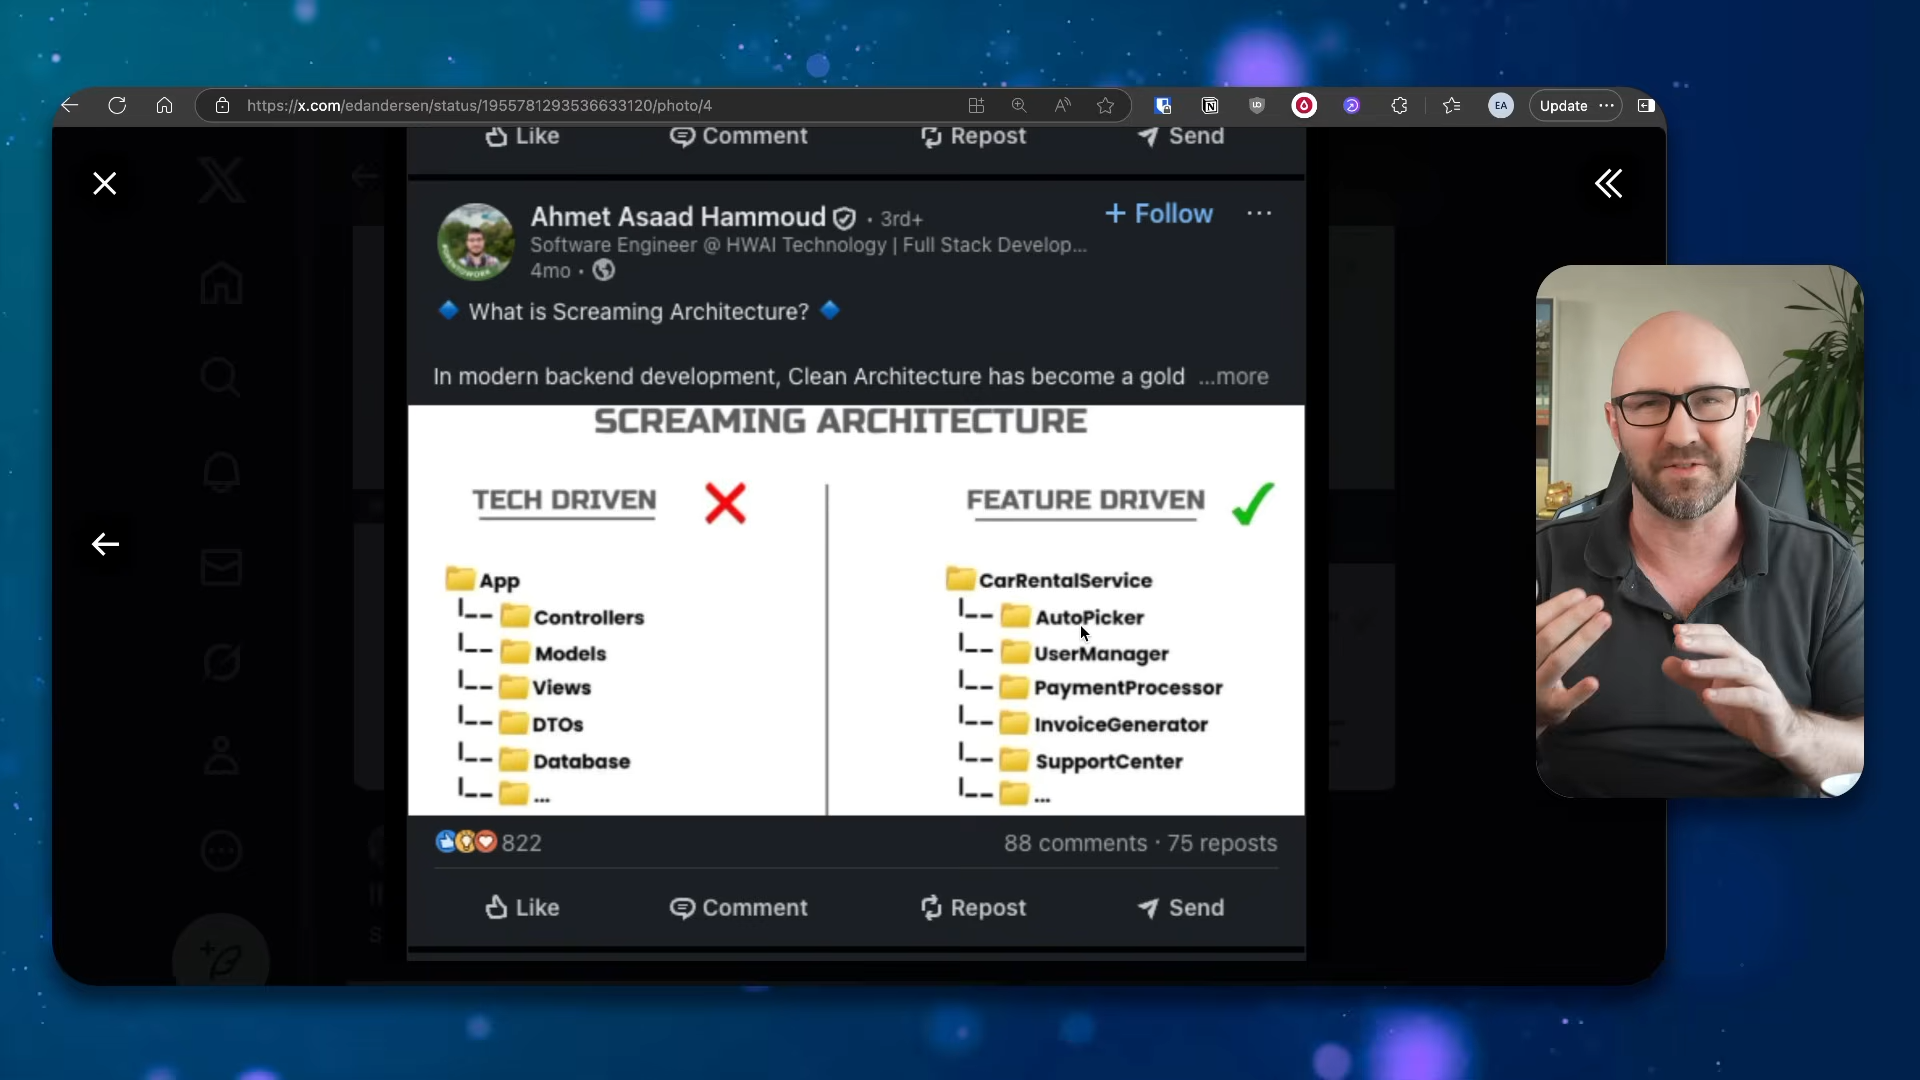 https://x.com/edandersen/status/1955781293536633120/photo/4
EA
Update
Like
Comment
Repost
Send
Ahmet Asaad Hammoud · 3rd+
+ Follow
Software Engineer @ HWAI Technology | Full Stack Develop...
4mo ·
What is Screaming Architecture?
In modern backend development, Clean Architecture has become a gold ...more
SCREAMING ARCHITECTURE
TECH DRIVEN
App
Controllers
Models
Views
DTOs
Database
...
FEATURE DRIVEN
CarRentalService
AutoPicker
UserManager
PaymentProcessor
InvoiceGenerator
SupportCenter
...
822
88 comments · 75 reposts
Like
Comment
Repost
Send